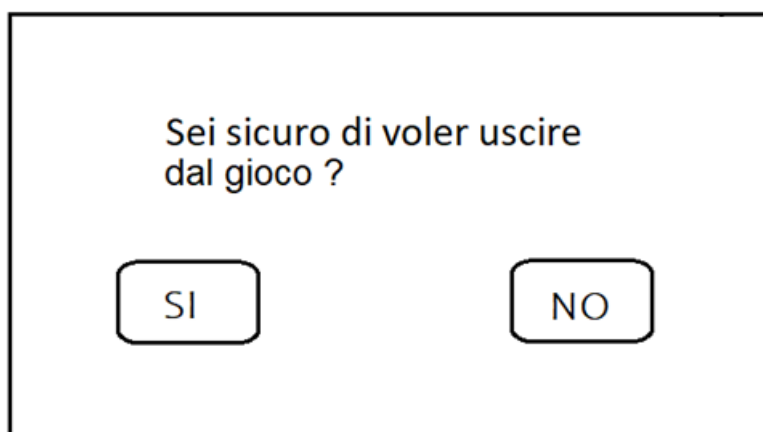 Sei sicuro di voler uscire
dal gioco ?
SI
NO